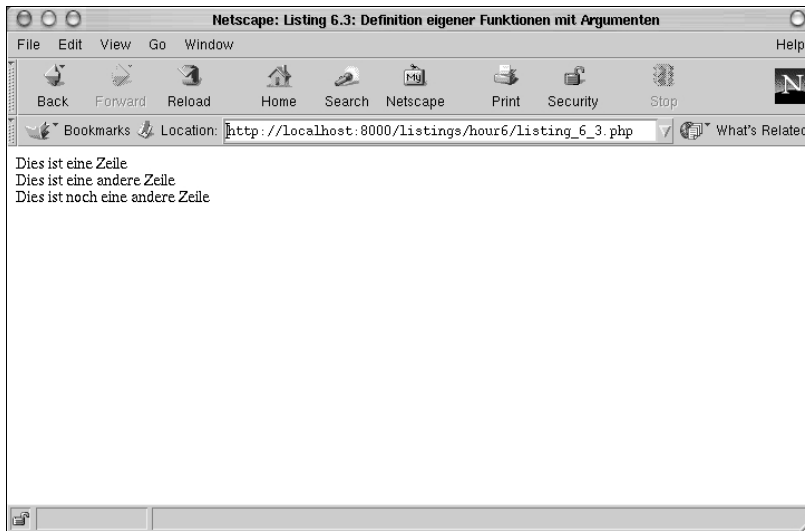 Netscape: Listing 6.3: Definition eigener Funktionen mit Argumenten
File Edit View Go Window Help
My N
Back Forward Reload Home Search Netscape Print Security Stop
Bookmarks Location: http://localhost:8000/listings/hour6/listing_6_3.php What's Related
Dies ist eine Zeile
Dies ist eine andere Zeile
Dies ist noch eine andere Zeile